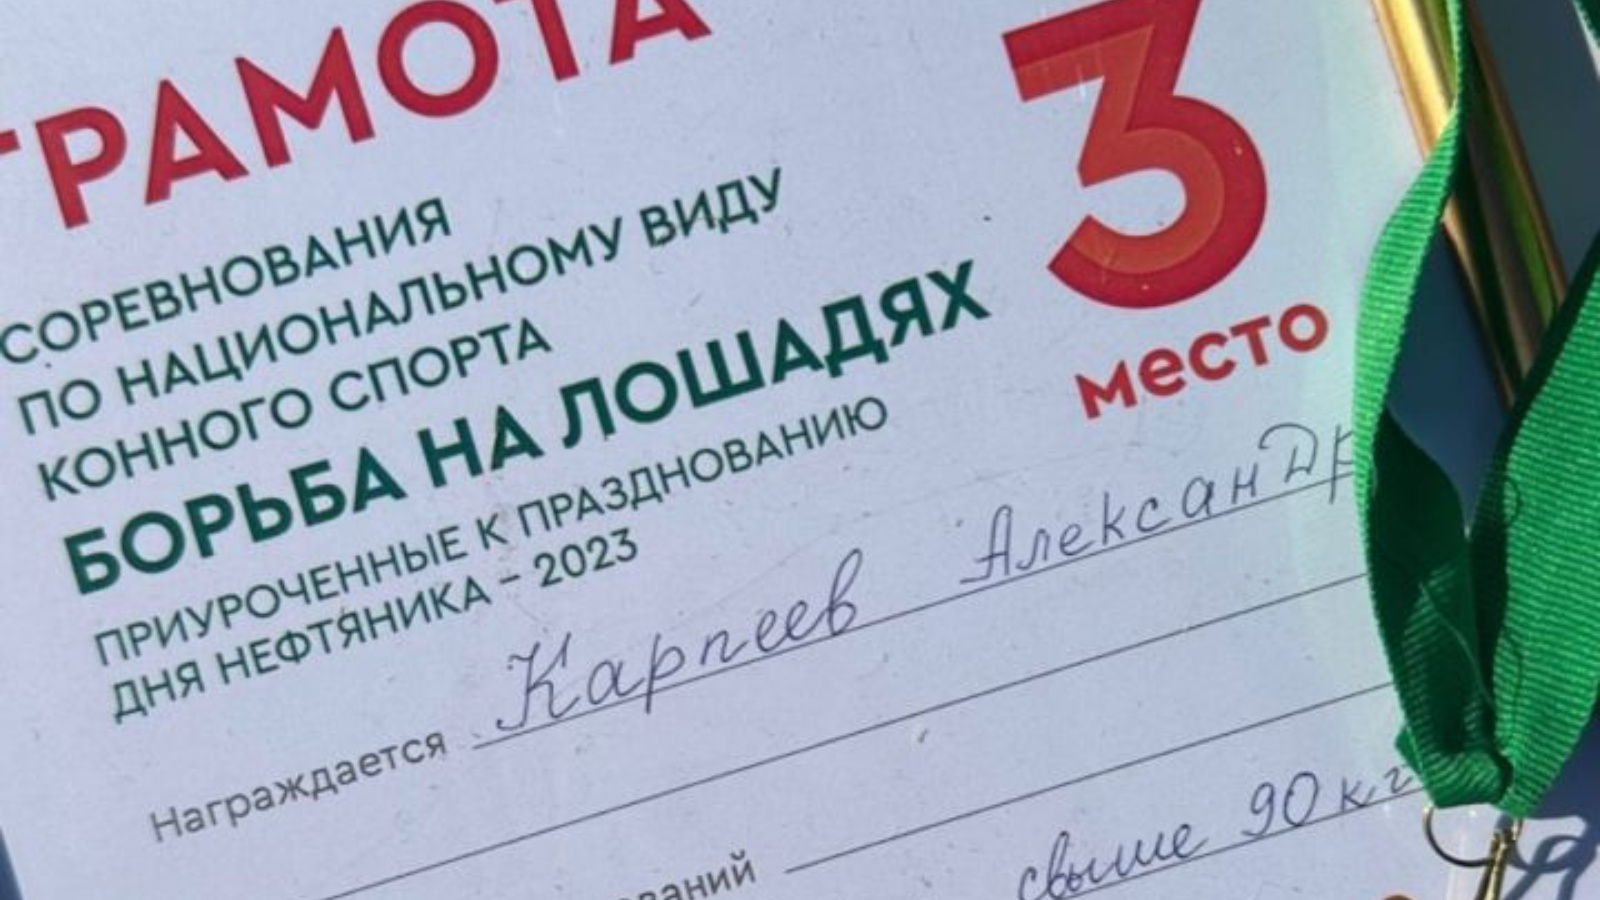 ГРАМОТА
СОРЕВНОВАНИЯ
ПО НАЦИОНАЛЬНОМУ ВИДУ
КОННОГО СПОРТА
БОРЬБА НА ЛОШАДЯХ
ПРИУРОЧЕННЫЕ К ПРАЗДНОВАНИЮ
ДНЯ НЕФТЯНИКА – 2023
3
место
Награждается Карпеев Александр
свыше 90 кг